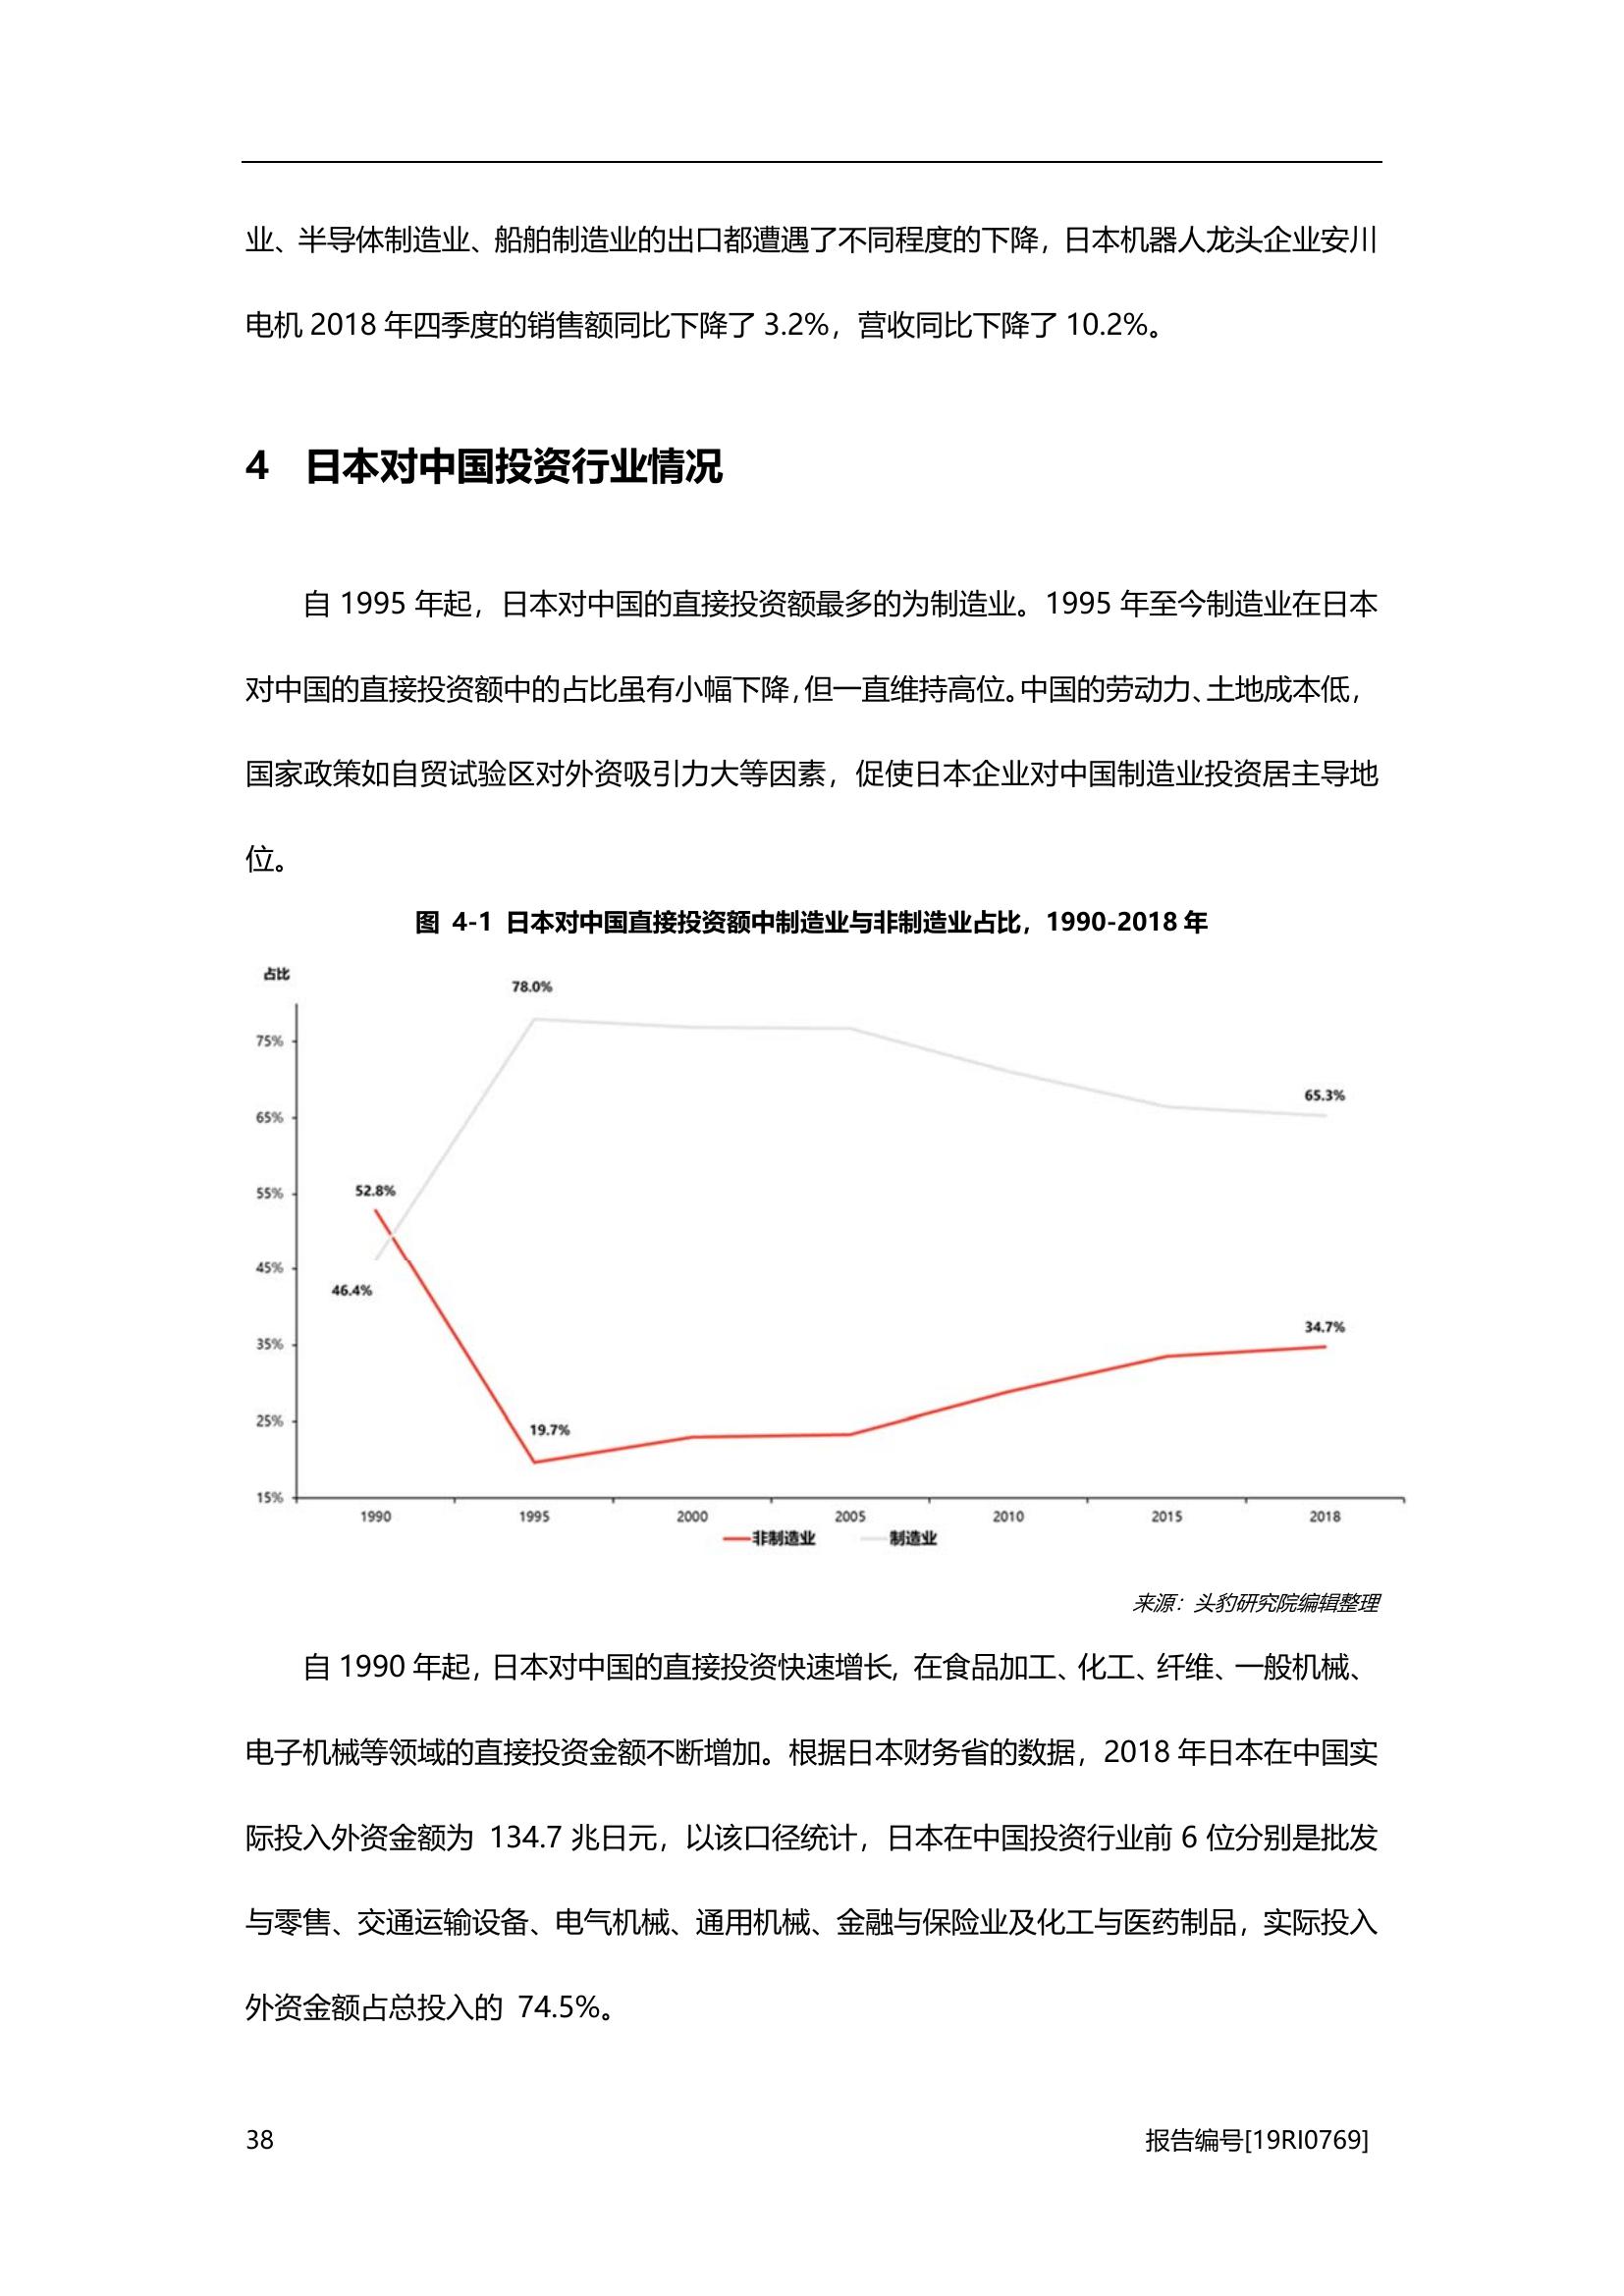 业、半导体制造业、船舶制造业的出口都遭遇了不同程度的下降，日本机器人龙头企业安川
电机 2018 年四季度的销售额同比下降了 3.2%，营收同比下降了 10.2%。
4 日本对中国投资行业情况
自 1995 年起，日本对中国的直接投资额最多的为制造业。1995 年至今制造业在日本
对中国的直接投资额中的占比虽有小幅下降，但一直维持高位。中国的劳动力、土地成本低，
国家政策如自贸试验区对外资吸引力大等因素，促使日本企业对中国制造业投资居主导地
位。
图 4-1 日本对中国直接投资额中制造业与非制造业占比，1990-2018 年
占比
78.0%
75%
65.3%
65%
52.8%
55%
45%
46.4%
34.7%
35%
19.7%
25%
15%
1990 1995 2000 2005 2010 2015 2018
非制造业 制造业
来源：头豹研究院编辑整理
自 1990 年起，日本对中国的直接投资快速增长，在食品加工、化工、纤维、一般机械、
电子机械等领域的直接投资金额不断增加。根据日本财务省的数据，2018 年日本在中国实
际投入外资金额为 134.7 兆日元，以该口径统计，日本在中国投资行业前 6 位分别是批发
与零售、交通运输设备、电气机械、通用机械、金融与保险业及化工与医药制品，实际投入
外资金额占总投入的 74.5%。
38 报告编号[19RI0769]